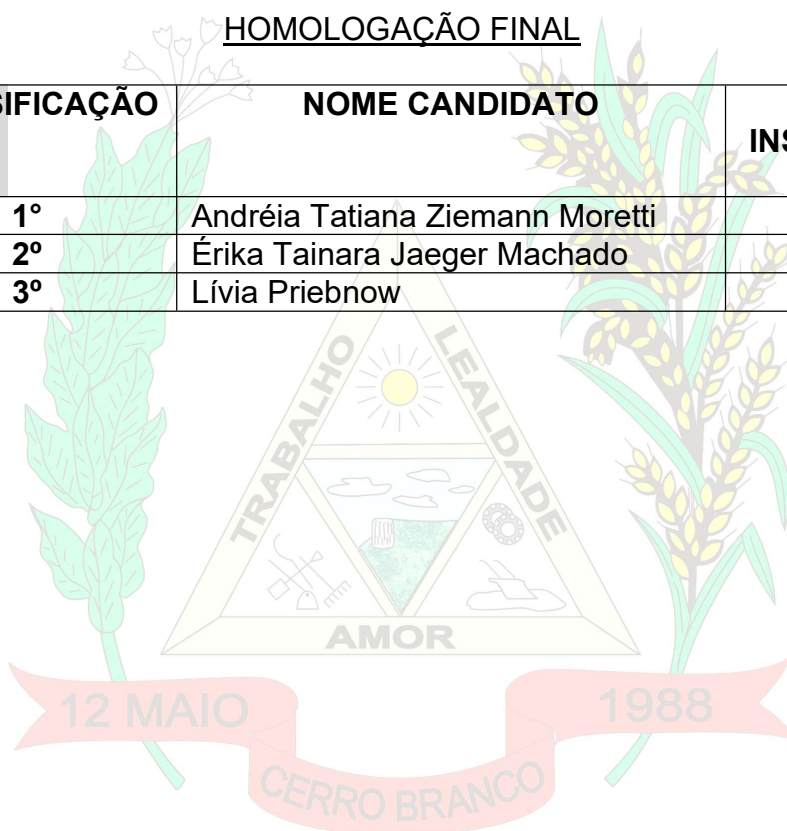 HOMOLOGAÇÃO FINAL
SIFICAÇÃO NOME CANDIDATO
INS
1° Andréia Tatiana Ziemann Moretti
2º Érika Tainara Jaeger Machado
3º Lívia Priebnow
TRABALHO LEALDADE
AMOR
12 MAIO 1988
CERRO BRANCO